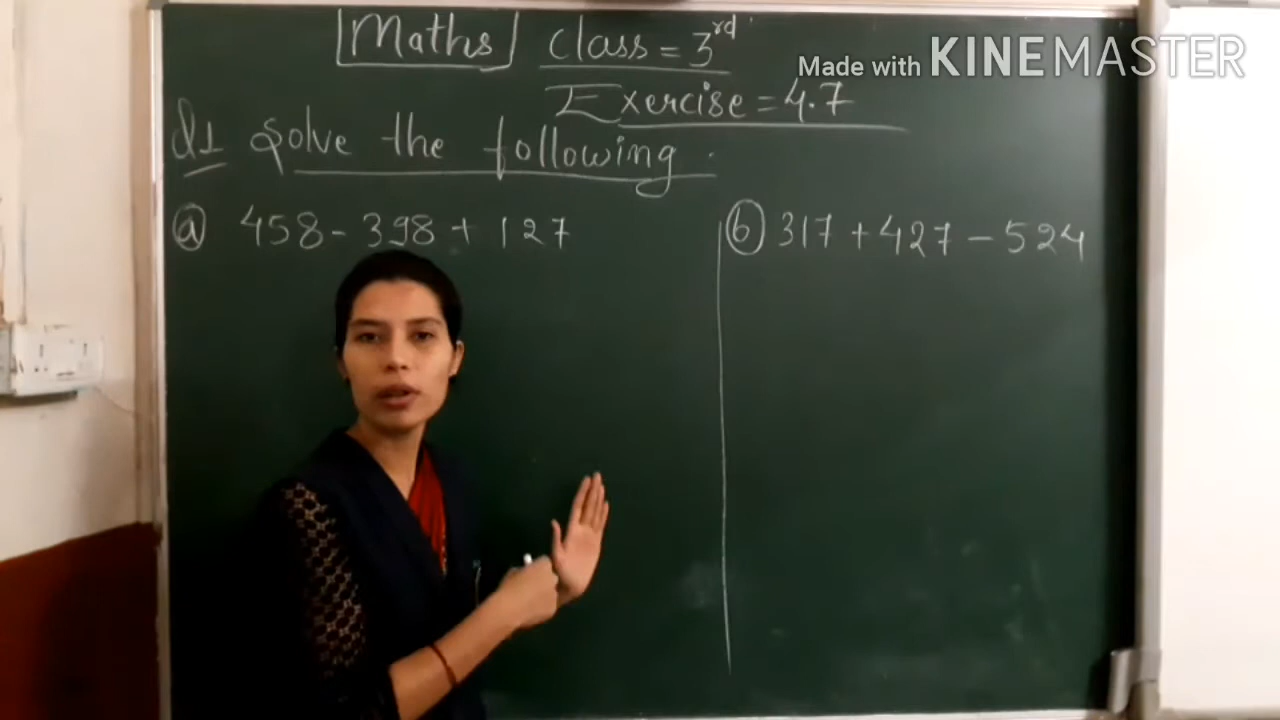 Maths Class = 3rd
Made with KINEMASTER
Exercise = 4.7
Q1 Solve the following.
(a) 458 - 398 + 127
(b) 317 + 427 - 524